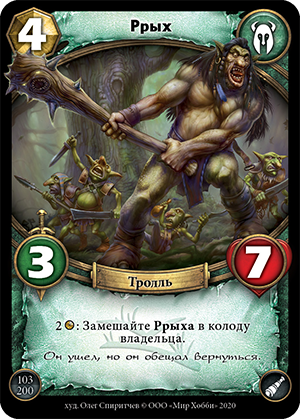 4
Ррых
3
7
Тролль
2 : Замешайте Ррыха в колоду
владельца.
Он ушел, но он обещал вернуться.
103
200
худ. Олег Спиритчев © ООО «Мир Хобби» 2020